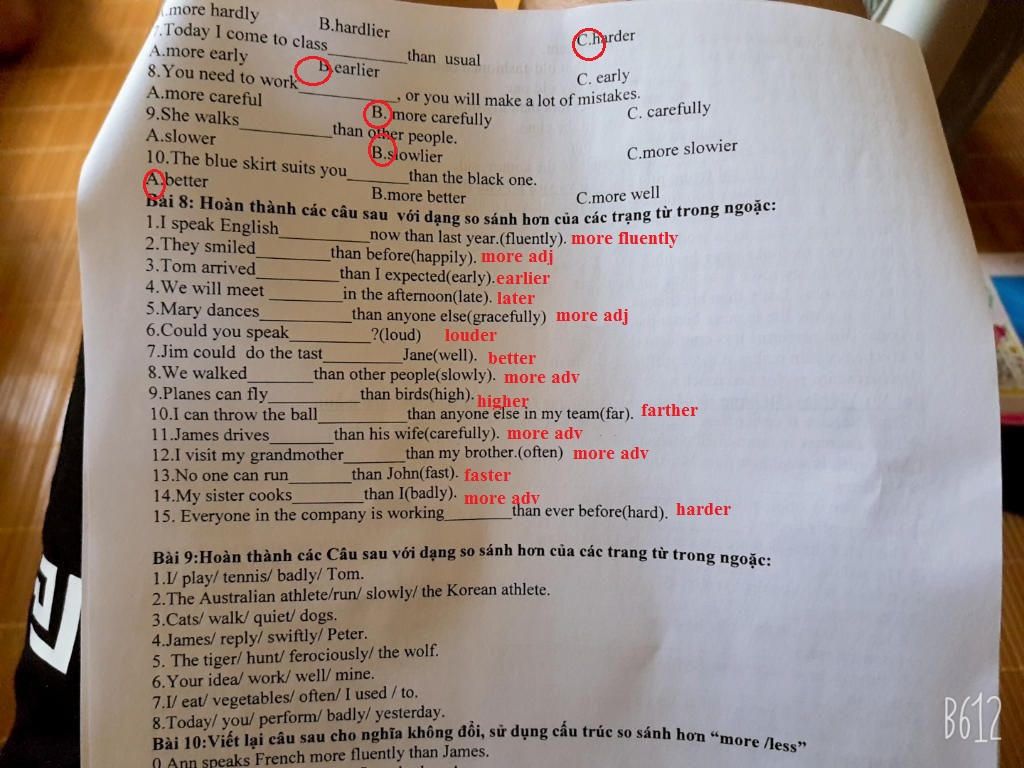 .more hardly B.hardlier C.harder
7.Today I come to class__________than usual
A.more early B.earlier C. early
8.You need to work____________, or you will make a lot of mistakes.
A.more careful B. more carefully C. carefully
9.She walks___________than other people.
A.slower B.slowlier C.more slowier
10.The blue skirt suits you_______than the black one.
A.better B.more better C.more well
Bài 8: Hoàn thành các câu sau với dạng so sánh hơn của các trạng từ trong ngoặc:
1.I speak English___________now than last year.(fluently). more fluently
2.They smiled_________than before(happily). more adj
3.Tom arrived_________than I expected(early). earlier
4.We will meet ________in the afternoon(late). later
5.Mary dances__________than anyone else(gracefully) more adj
6.Could you speak_________?(loud) louder
7.Jim could do the tast_________Jane(well). better
8.We walked_______than other people(slowly). more adv
9.Planes can fly__________than birds(high). higher
10.I can throw the ball__________than anyone else in my team(far). farther
11.James drives_______than his wife(carefully). more adv
12.I visit my grandmother_______than my brother.(often) more adv
13.No one can run_______than John(fast). faster
14.My sister cooks________than I(badly). more adv
15. Everyone in the company is working________than ever before(hard). harder
Bài 9:Hoàn thành các Câu sau với dạng so sánh hơn của các trang từ trong ngoặc:
1.I/ play/ tennis/ badly/ Tom.
2.The Australian athlete/run/ slowly/ the Korean athlete.
3.Cats/ walk/ quiet/ dogs.
4.James/ reply/ swiftly/ Peter.
5. The tiger/ hunt/ ferociously/ the wolf.
6.Your idea/ work/ well/ mine.
7.I/ eat/ vegetables/ often/ I used / to.
8.Today/ you/ perform/ badly/ yesterday.
Bài 10:Viết lại câu sau cho nghĩa không đổi, sử dụng cấu trúc so sánh hơn “more /less”
0.Ann speaks French more fluently than James.
B612